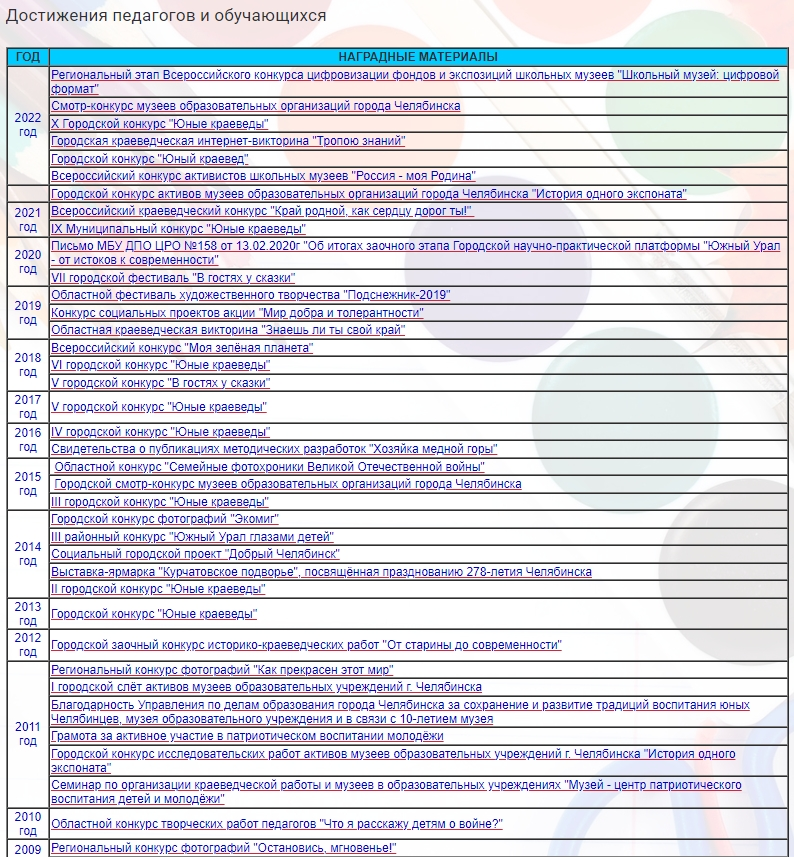 Достижения педагогов и обучающихся
ГОД НАГРАДНЫЕ МАТЕРИАЛЫ
2022 год
Региональный этап Всероссийского конкурса цифровизации фондов и экспозиций школьных музеев "Школьный музей: цифровой
формат"
Смотр-конкурс музеев образовательных организаций города Челябинска
X Городской конкурс "Юные краеведы"
Городская краеведческая интернет-викторина "Тропою знаний"
Городской конкурс "Юный краевед"
Всероссийский конкурс активистов школьных музеев "Россия - моя Родина"
Городской конкурс активов музеев образовательных организаций города Челябинска "История одного экспоната"
2021 год
Всероссийский краеведческий конкурс "Край родной, как сердцу дорог ты!"
IX Муниципальный конкурс "Юные краеведы"
2020 год
Письмо МБУ ДПО ЦРО №158 от 13.02.2020г "Об итогах заочного этапа Городской научно-практической платформы "Южный Урал
- от истоков к современности"
VII городской фестиваль "В гостях у сказки"
2019 год
Областной фестиваль художественного творчества "Подснежник-2019"
Конкурс социальных проектов акции "Мир добра и толерантности"
Областная краеведческая викторина "Знаешь ли ты свой край"
2018 год
Всероссийский конкурс "Моя зелёная планета"
VI городской конкурс "Юные краеведы"
V городской конкурс "В гостях у сказки"
2017 год
V городской конкурс "Юные краеведы"
2016 год
IV городской конкурс "Юные краеведы"
Свидетельства о публикациях методических разработок "Хозяйка медной горы"
2015 год
Областной конкурс "Семейные фотохроники Великой Отечественной войны"
Городской смотр-конкурс музеев образовательных организаций города Челябинска
III городской конкурс "Юные краеведы"
2014 год
Городской конкурс фотографий "Экомиг"
III районный конкурс "Южный Урал глазами детей"
Социальный городской проект "Добрый Челябинск"
Выставка-ярмарка "Курчатовское подворье", посвящённая празднованию 278-летия Челябинска
II городской конкурс "Юные краеведы"
2013 год
Городской конкурс "Юные краеведы"
2012 год
Городской заочный конкурс историко-краеведческих работ "От старины до современности"
2011 год
Региональный конкурс фотографий "Как прекрасен этот мир"
I городской слёт активов музеев образовательных учреждений г. Челябинска
Благодарность Управления по делам образования города Челябинска за сохранение и развитие традиций воспитания юных
Челябинцев, музея образовательного учреждения и в связи с 10-летием музея
Грамота за активное участие в патриотическом воспитании молодёжи
Городской конкурс исследовательских работ активов музеев образовательных учреждений г. Челябинска "История одного
экспоната"
Семинар по организации краеведческой работы и музеев в образовательных учреждениях "Музей - центр патриотического
воспитания детей и молодёжи"
2010 год
Областной конкурс творческих работ педагогов "Что я расскажу детям о войне?"
2009
Региональный конкурс фотографий "Остановись, мгновенье!"